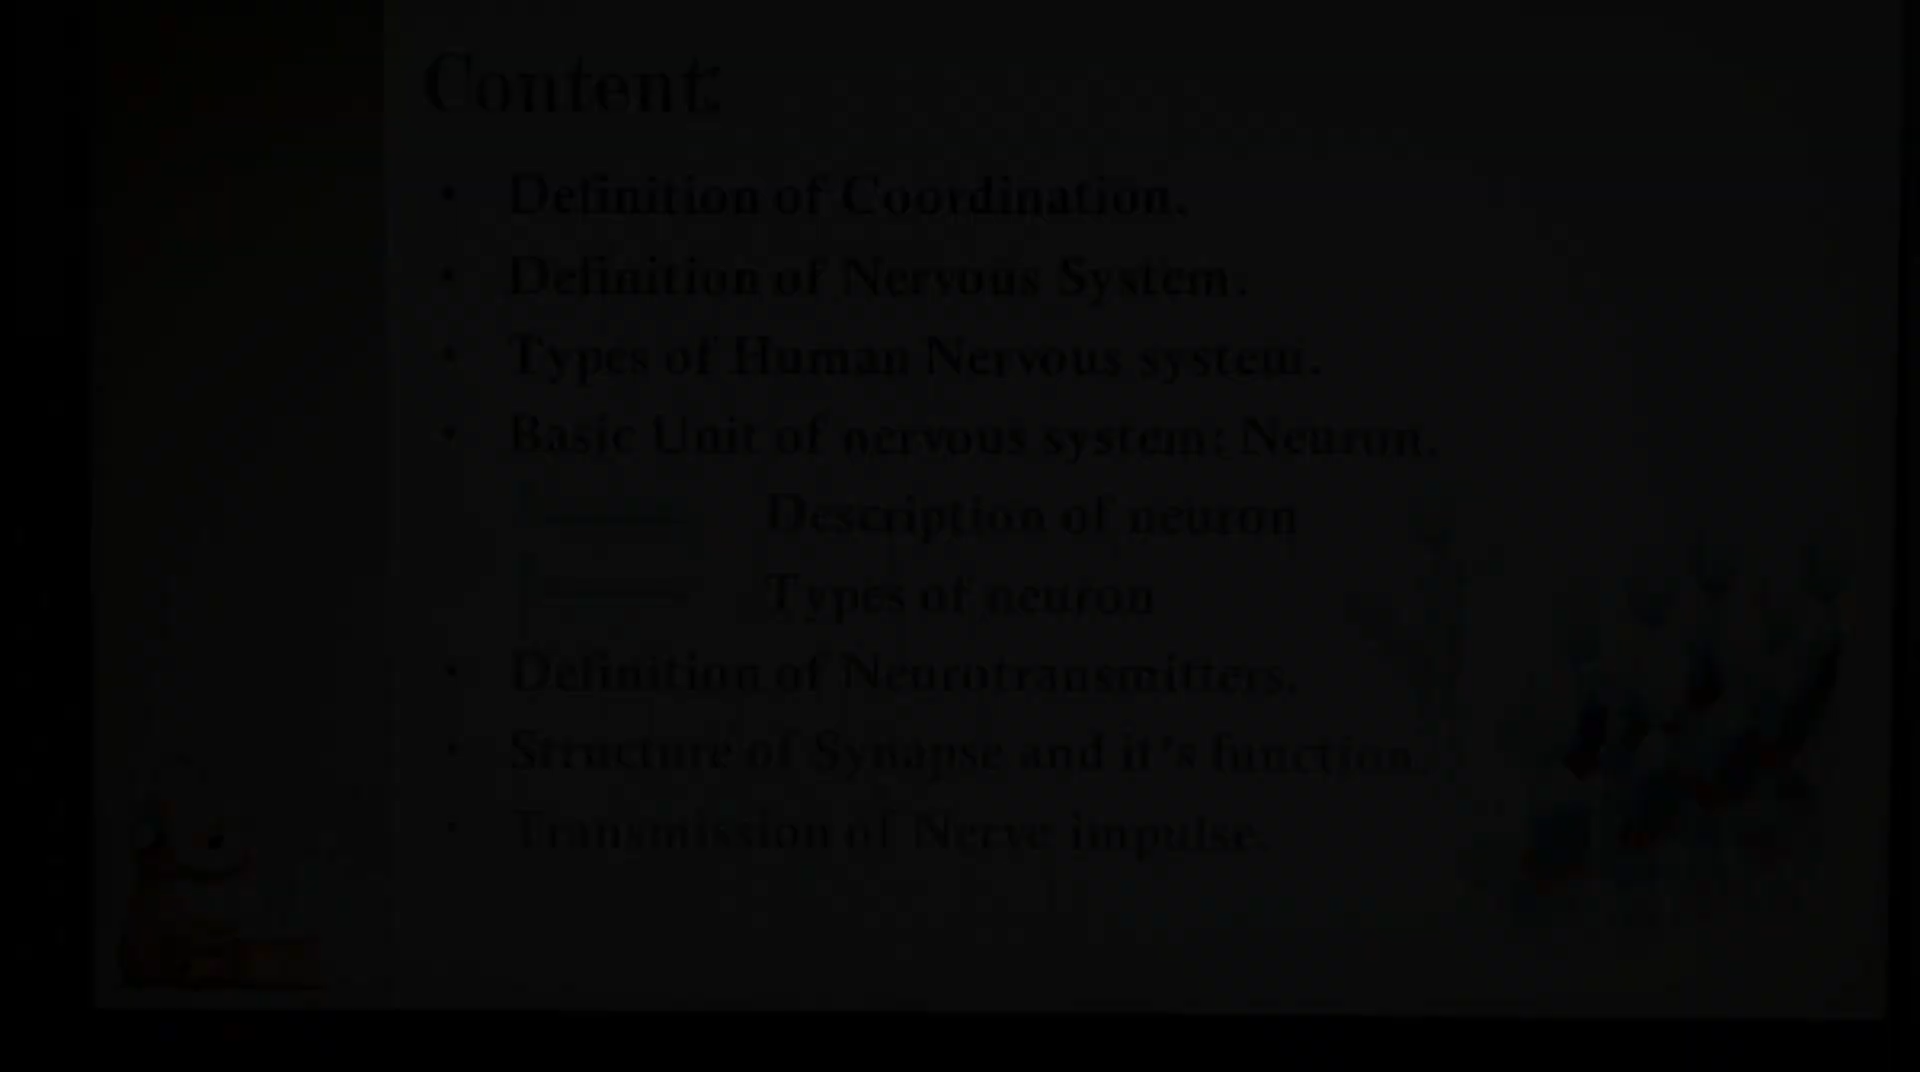 Content:
• Definition of Coordination.
• Definition of Nervous System.
• Types of Human Nervous system.
• Basic Unit of nervous system: Neuron.
Description of neuron
Types of neuron
• Definition of Neurotransmitters.
• Structure of Synapse and it's function.
• Transmission of Nerve impulse.